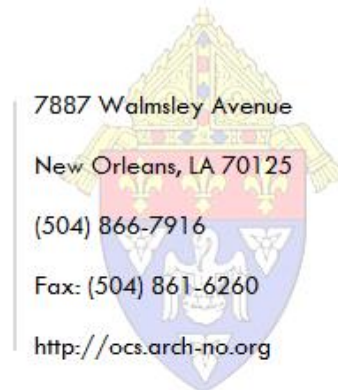 7887 Walmsley Avenue
New Orleans, LA 70125
(504) 866-7916
Fax: (504) 861-6260
http://ocs.arch-no.org